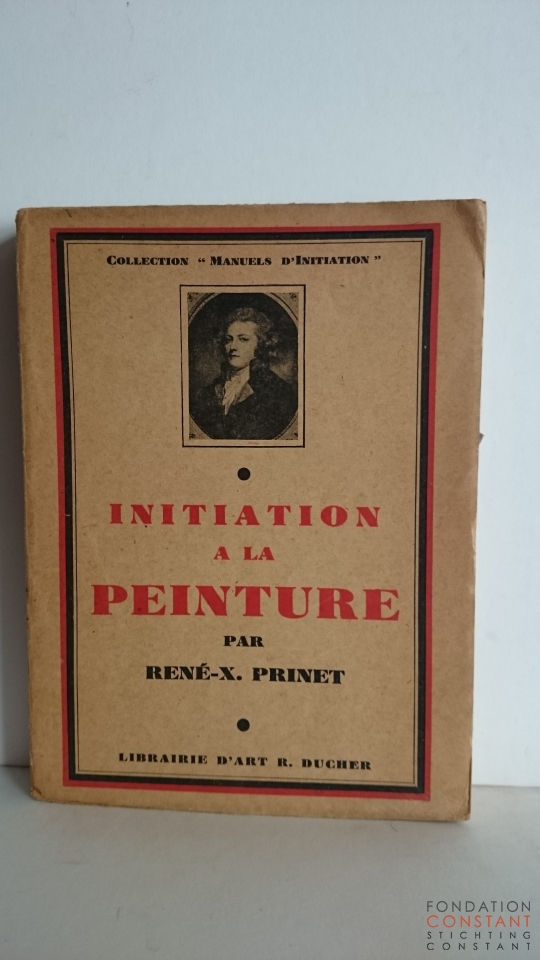 COLLECTION " MANUELS D'INITIATION "
INITIATION
A LA
PEINTURE
PAR
RENÉ-X. PRINET
LIBRAIRIE D'ART R. DUCHER
FONDATION
CONSTANT
STICHTING
CONSTANT